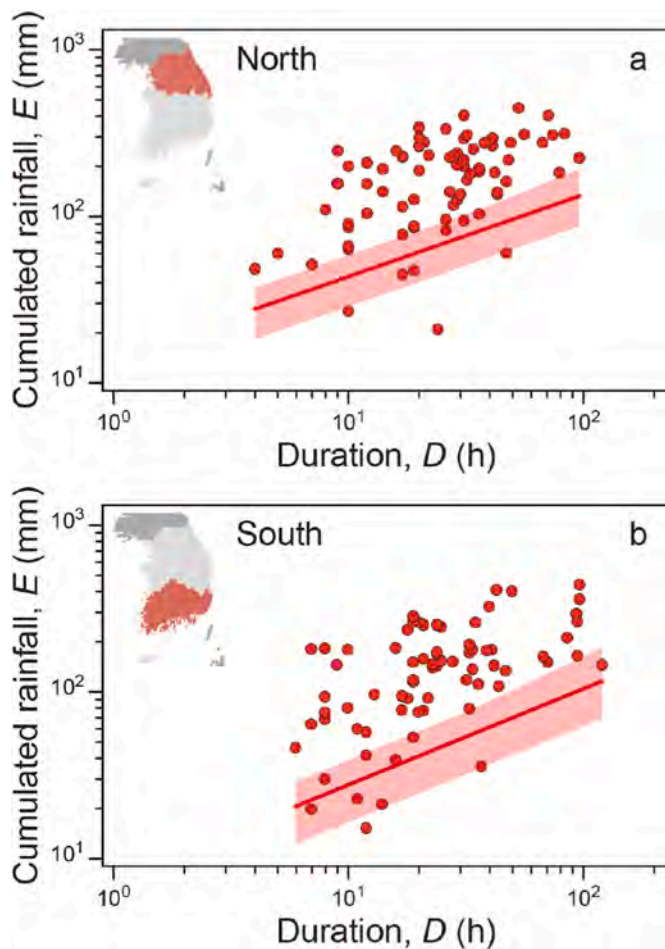 North
a
10³
10²
10¹
Cumulated rainfall, E (mm)
10⁰
10¹
10²
Duration, D (h)
South
b
10³
10²
10¹
Cumulated rainfall, E (mm)
10⁰
10¹
10²
Duration, D (h)